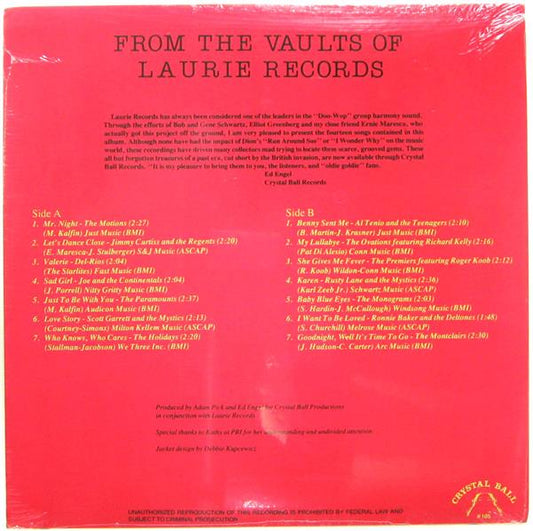 FROM THE VAULTS OF
LAURIE RECORDS
Laurie Records has always been considered one of the leaders in the "Doo-Wop" group harmony sound.
Through the efforts of Bob and Gene Schwartz, Elliot Greenberg and my close friend Ernie Maresca, who
actually got this project off the ground, I am very pleased to present the fourteen songs contained in this
album. Although none have had the impact of Dion's "Run Around Sue" or "I Wonder Why" on the music
world, these recordings have driven many collectors mad trying to locate these scarce, grooved gems. These
all but forgotten treasures of a past era, cut short by the British invasion, are now available through Crystal
Ball Records. "It is my pleasure to bring them to you, the listeners, and "oldie goldie" fans.
Ed Engel
Crystal Ball Records
Side A
1. Mr. Night - The Motions (2:27)
(M. Kalfin) Just Music (BMI)
2. Let's Dance Close - Jimmy Curtiss and the Regents (2:20)
(E. Maresca-J. Stulberger) S&J Music (ASCAP)
3. Valerie - Del-Rios (2:04)
(The Starlites) Fast Music (BMI)
4. Sad Girl - Joe and the Continentals (2:04)
(J. Porrell) Nitty Gritty Music (BMI)
5. Just To Be With You - The Paramounts (2:37)
(M. Kalfin) Audicon Music (BMI)
6. Love Story - Scott Garrett and the Mystics (2:13)
(Courtney-Simons) Milton Kellem Music (ASCAP)
7. Who Knows, Who Cares - The Holidays (2:20)
(Stallman-Jacobson) We Three Inc. (BMI)
Side B
1. Benny Sent Me - Al Tenio and the Teenagers (2:10)
(B. Martin-J. Krasner) Just Music (BMI)
2. My Lullabye - The Ovations featuring Richard Kelly (2:16)
(Pat Di Alesio) Conn Music (BMI)
3. She Gives Me Fever - The Premiers featuring Roger Koob (2:12)
(R. Koob) Wildon-Conn Music (BMI)
4. Karen - Rusty Lane and the Mystics (2:36)
(Karl Zeeb Jr.) Schwartz Music (ASCAP)
5. Baby Blue Eyes - The Monograms (2:03)
(S. Hardin-J. McCullough) Windsong Music (BMI)
6. I Want To Be Loved - Ronnie Baker and the Deltones (1:48)
(S. Churchill) Melrose Music (ASCAP)
7. Goodnight, Well It's Time To Go - The Montclairs (2:30)
(J. Hudson-C. Carter) Arc Music (BMI)
Produced by Adam and Ed Engel for Crystal Ball Productions
in conjunction with Laurie Records
Special thanks to Kathy at PBI for her understanding and undivided attention
Jacket design by Debbie Kupcewicz
UNAUTHORIZED REPRODUCTION OF THIS RECORDING IS PROHIBITED BY FEDERAL LAW AND
SUBJECT TO CRIMINAL PROSECUTION
CRYSTAL BALL